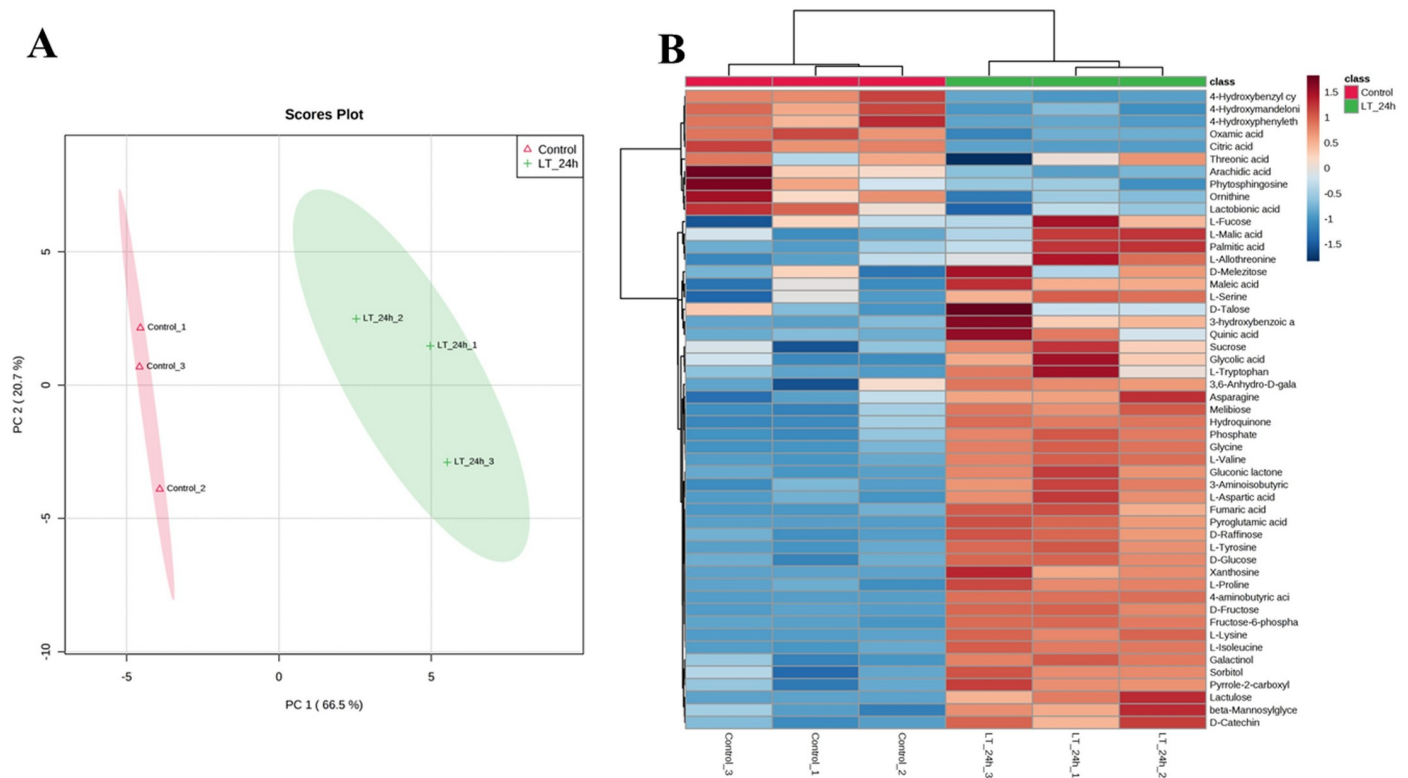 A
Scores Plot
Control
LT_24h
PC 2 ( 20.7 %)
5
0
-5
-10
Control_1
Control_3
Control_2
LT_24h_2
LT_24h_1
LT_24h_3
-5
0
5
PC 1 ( 66.5 %)
B
class
4-Hydroxybenzyl cy
4-Hydroxymandeloni
4-Hydroxyphenyleth
Oxamic acid
Citric acid
Threonic acid
Arachidic acid
Phytosphingosine
Ornithine
Lactobionic acid
L-Fucose
L-Malic acid
Palmitic acid
L-Allothreonine
D-Melezitose
Maleic acid
L-Serine
D-Talose
3-hydroxybenzoic a
Quinic acid
Sucrose
Glycolic acid
L-Tryptophan
3,6-Anhydro-D-gala
Asparagine
Melibiose
Hydroquinone
Phosphate
Glycine
L-Valine
Gluconic lactone
3-Aminoisobutyric
L-Aspartic acid
Fumaric acid
Pyroglutamic acid
D-Raffinose
L-Tyrosine
D-Glucose
Xanthosine
L-Proline
4-aminobutyric aci
D-Fructose
Fructose-6-phospha
L-Lysine
L-Isoleucine
Galactinol
Sorbitol
Pyrrole-2-carboxyl
Lactulose
beta-Mannosylglyce
D-Catechin
Control_3
Control_1
Control_2
LT_24h_3
LT_24h_1
LT_24h_2
1.5
1
0.5
0
-0.5
-1
-1.5
class
Control
LT_24h